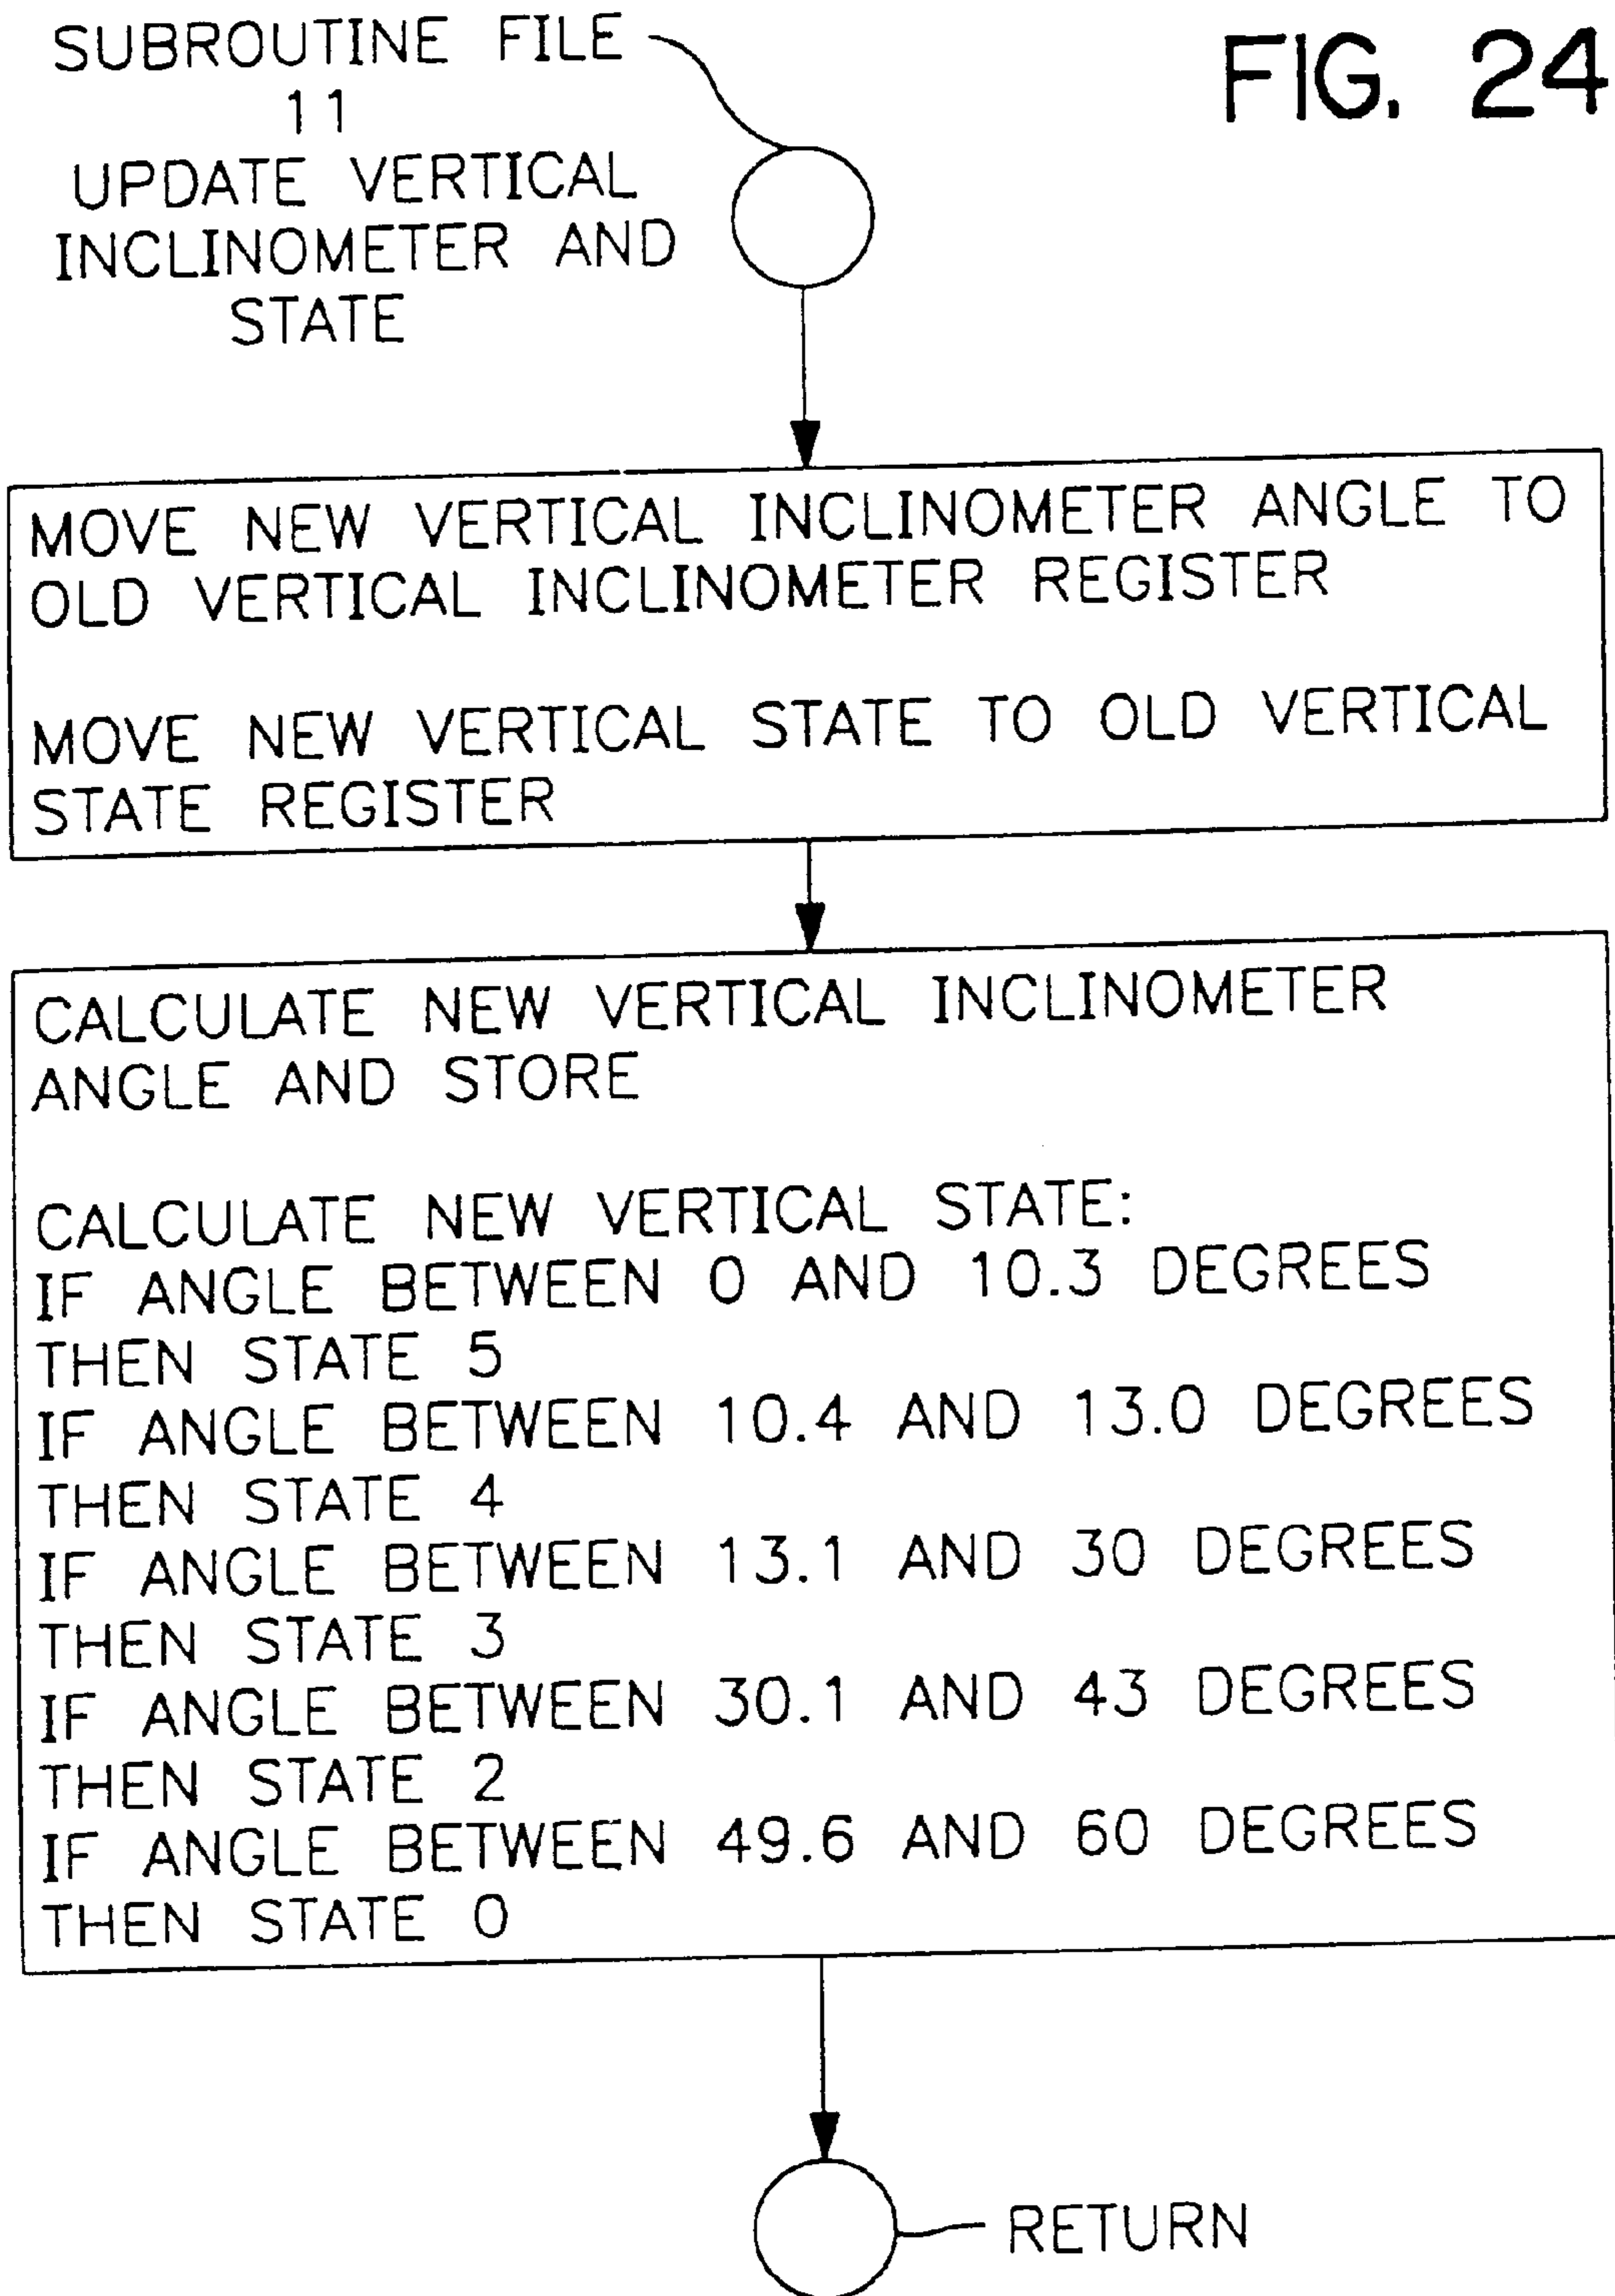 SUBROUTINE FILE
11
UPDATE VERTICAL
INCLINOMETER AND
STATE
FIG. 24
MOVE NEW VERTICAL INCLINOMETER ANGLE TO
OLD VERTICAL INCLINOMETER REGISTER
MOVE NEW VERTICAL STATE TO OLD VERTICAL
STATE REGISTER
CALCULATE NEW VERTICAL INCLINOMETER
ANGLE AND STORE
CALCULATE NEW VERTICAL STATE:
IF ANGLE BETWEEN 0 AND 10.3 DEGREES
THEN STATE 5
IF ANGLE BETWEEN 10.4 AND 13.0 DEGREES
THEN STATE 4
IF ANGLE BETWEEN 13.1 AND 30 DEGREES
THEN STATE 3
IF ANGLE BETWEEN 30.1 AND 43 DEGREES
THEN STATE 2
IF ANGLE BETWEEN 49.6 AND 60 DEGREES
THEN STATE 0
RETURN